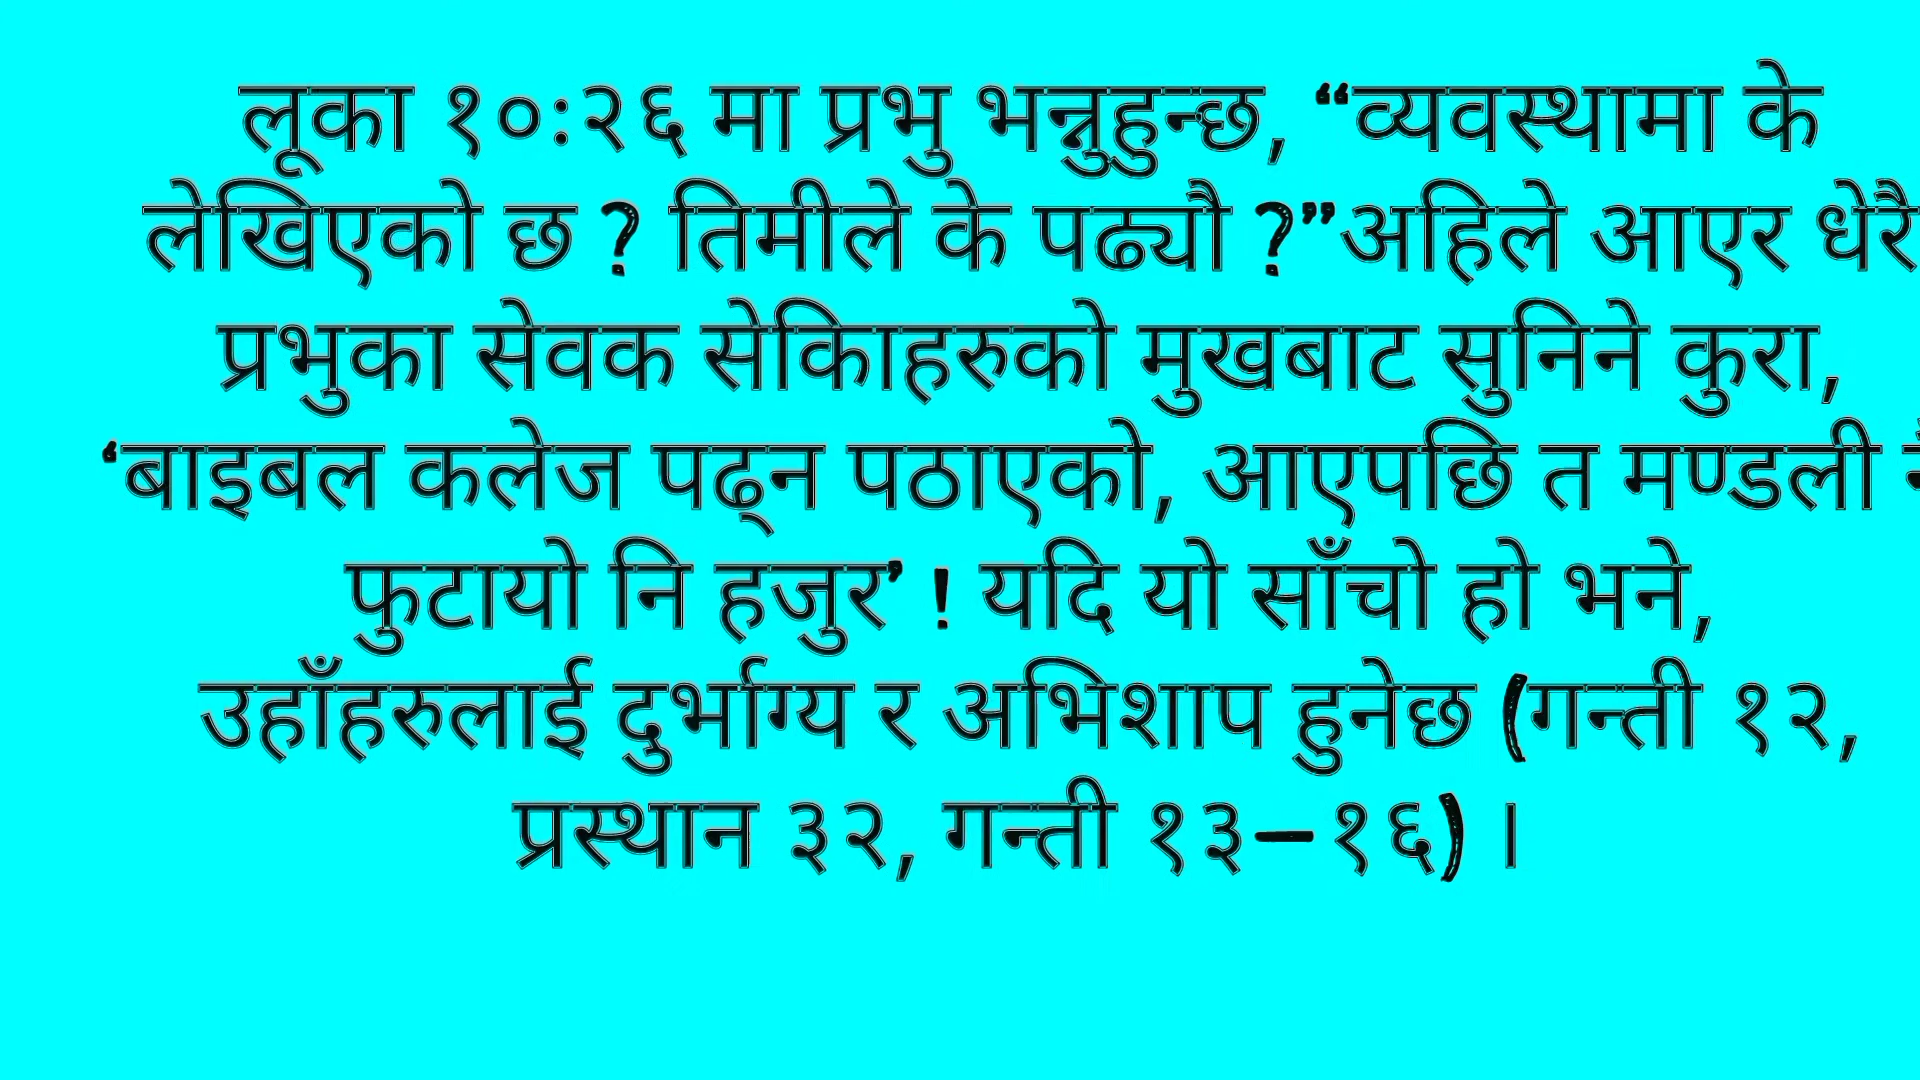 लूका १०ः२६ मा प्रभु भन्नुहुन्छ, “व्यवस्थामा के
लेखिएको छ ? तिमीले के पढ्यौ ?”अहिले आएर धेरै
प्रभुका सेवक सेकिाहरुको मुखबाट सुनिने कुरा,
‘बाइबल कलेज पढ्न पठाएको, आएपछि त मण्डली
फुटायो नि हजुर’ ! यदि यो साँचो हो भने,
उहाँहरुलाई दुर्भाग्य र अभिशाप हुनेछ (गन्ती १२,
प्रस्थान ३२, गन्ती १३–१६) ।